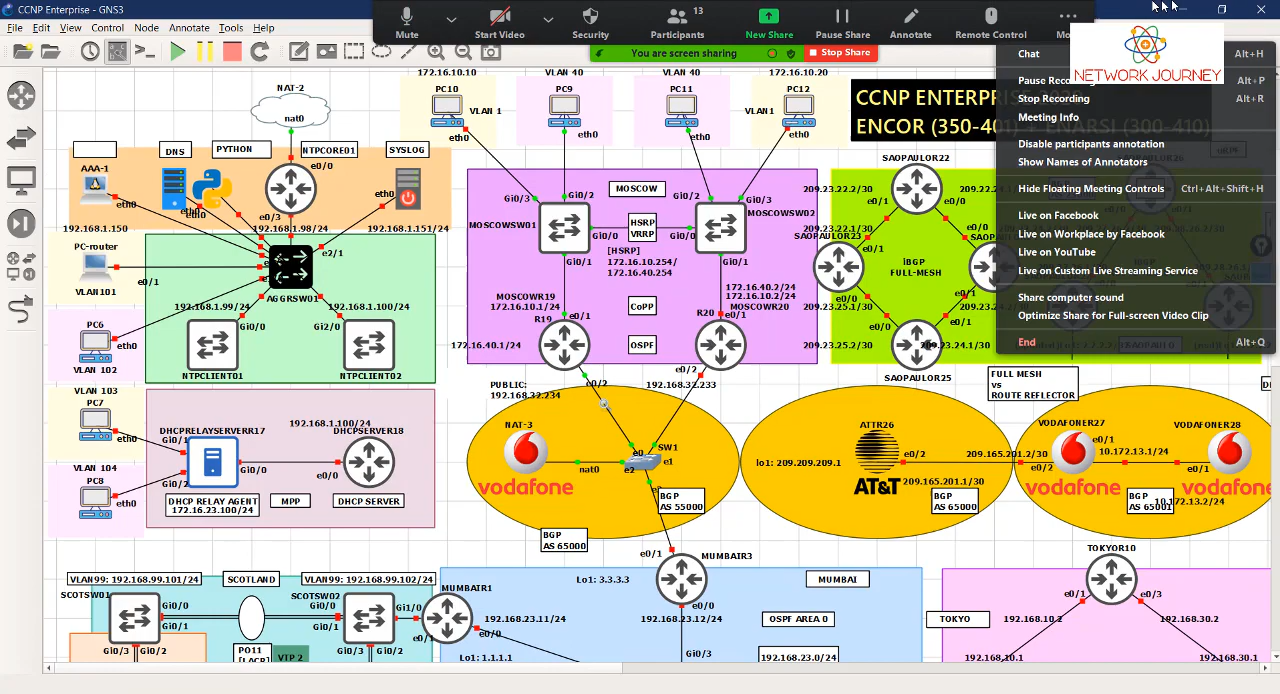 CCNP Enterprise - GNS3
File Edit View Control Node Annotate Tools Help
Mute
Start Video
Security
Participants
13
New Share
Pause Share
Annotate
Remote Control
You are screen sharing
Stop Share
Chat Alt+H
Alt+P
Stop Recording Alt+R
Meeting Info
Disable participants annotation
Show Names of Annotators
Hide Floating Meeting Controls Ctrl+Alt+Shift+H
Live on Facebook
Live on Workplace by Facebook
Live on YouTube
Live on Custom Live Streaming Service
Share computer sound
Optimize Share for Full-screen Video Clip
End Alt+Q
NETWORK JOURNEY
CCNP ENTERPRISE
ENCOR (350-401) + ENARSI (300-410)
NAT-2
nat0
172.16.10.10
PC10
VLAN 1
eth0
VLAN 40
PC9
eth0
VLAN 40
PC11
eth0
172.16.10.20
PC12
VLAN1
eth0
DNS
PYTHON
NTPCORE01
SYSLOG
AAA-1
eth0
eth0
e0/0
e0/3
eth0
192.168.1.150
192.168.1.98/24
192.168.1.151/24
PC-router
e0/1
VLAN101
e2/1
AGGRSW01
192.168.1.99/24
192.168.1.100/24
Gi0/0
Gi2/0
NTPCLIENT01
NTPCLIENT02
PC6
eth0
VLAN 102
VLAN 103
PC7
eth0
VLAN 104
PC8
eth0
192.168.1.100/24
DHCPRELAYSERVERR17
DHCPSERVER18
Gi0/1
Gi0/0
e0/0
Gi0/2
DHCP RELAY AGENT
172.16.23.100/24
MPP
DHCP SERVER
MOSCOW
Gi0/3
Gi0/2
Gi0/3
MOSCOWSW01
MOSCOWSW02
HSRP
VRRP
Gi0/0
Gi0/0
[HSRP]
172.16.10.254/
172.16.40.254
Gi0/1
Gi0/1
MOSCOWR19
172.16.10.1/24
172.16.40.2/24
172.16.10.2/24
MOSCOWR20
CoPP
R19
e0/1
R20
e0/1
172.16.40.1/24
OSPF
e0/2
e0/2
PUBLIC:
192.168.32.234
192.168.32.233
NAT-3
nat0
vodafone
SW1
e0
e1
e2
BGP
AS 55000
BGP
AS 65000
SAOPAULOR22
209.23.22.2/30
e0/1
e0/0
SAOPAULOR23
e0/1
e0/0
iBGP
FULL-MESH
e0/0
e0/1
209.23.25.1/30
e0/0
e0/1
209.23.25.2/30
209.23.24.1/30
SAOPAULOR25
FULL MESH
vs
ROUTE REFLECTOR
ATTR26
AT&T
lo1: 209.209.209.1
e0/2
209.165.201.2/30
209.165.201.1/30
BGP
AS 65000
VODAFONER27
VODAFONER28
e0/1
10.172.13.1/24
e0/2
e0/1
vodafone
BGP
AS 65001
10.172.13.2/24
VLAN99: 192.168.99.101/24
SCOTLAND
VLAN99: 192.168.99.102/24
SCOTSW01
SCOTSW02
Gi0/0
Gi0/0
Gi1/0
Gi0/1
Gi0/1
Gi0/3
Gi0/2
Gi0/3
Gi0/2
PO11
[LACP]
VTP 2
MUMBAIR1
e0/1
e0/0
192.168.23.11/24
Lo1: 1.1.1.1
MUMBAIR3
e0/1
Lo1: 3.3.3.3
MUMBAI
e0/0
192.168.23.12/24
OSPF AREA 0
Gi0/3
192.168.23.0/24
TOKYO
TOKYOR10
e0/1
e0/3
192.168.10.2
192.168.30.2
192.168.10.1
192.168.30.1